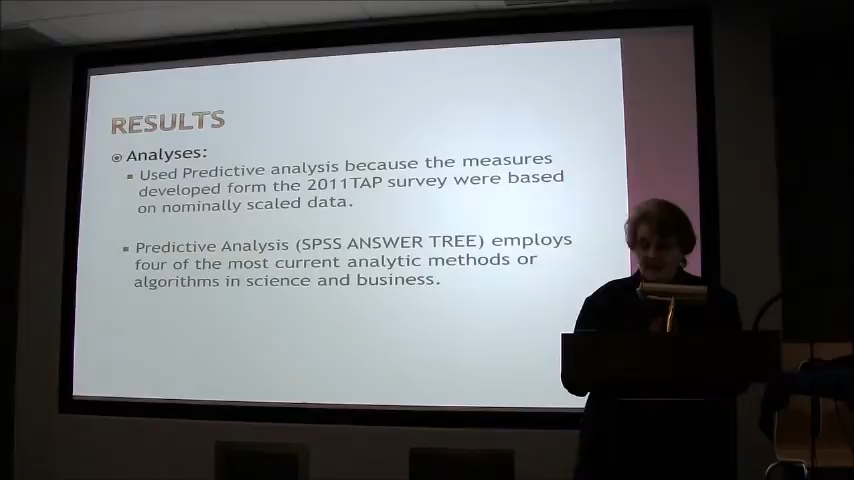 RESULTS
Analyses:
Used Predictive analysis because the measures
developed form the 2011TAP survey were based
on nominally scaled data.
Predictive Analysis (SPSS ANSWER TREE) employs
four of the most current analytic methods or
algorithms in science and business.